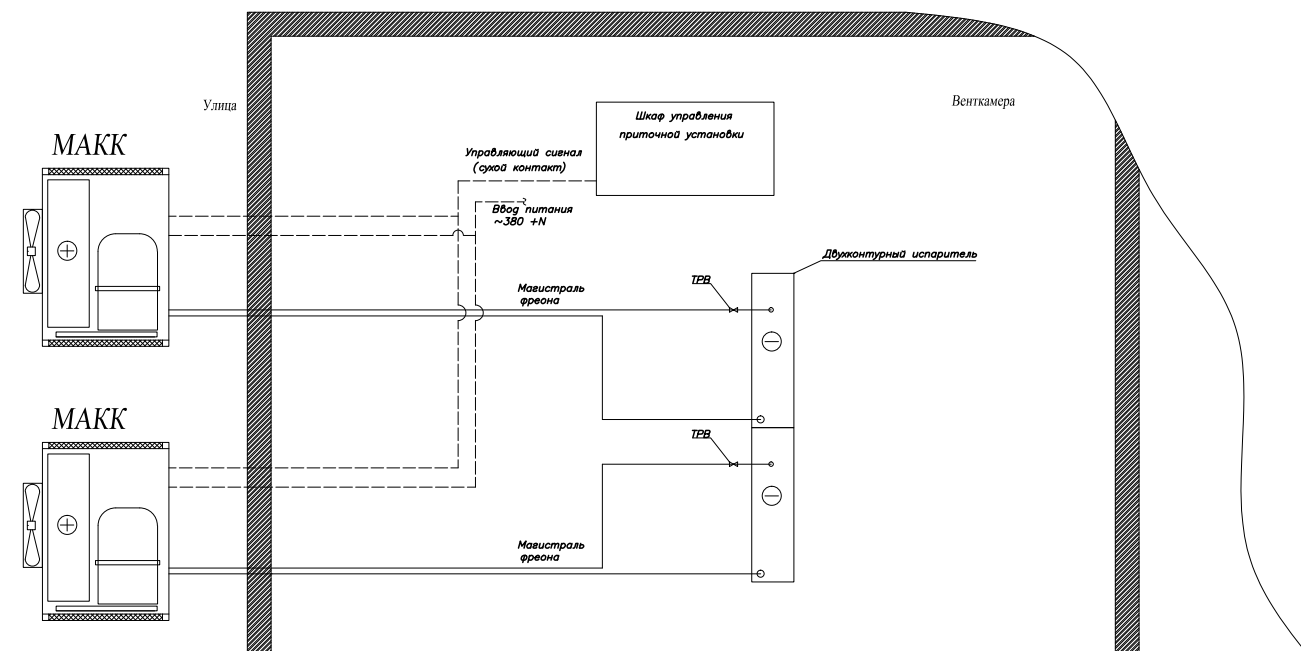 Улица
Венткамера
Шкаф управления
приточной установки
МАКК
Управляющий сигнал
(сухой контакт)
Ввод питания
~380 +N
Двухконтурный испаритель
ТРВ
Магистраль
фреона
МАКК
ТРВ
Магистраль
фреона